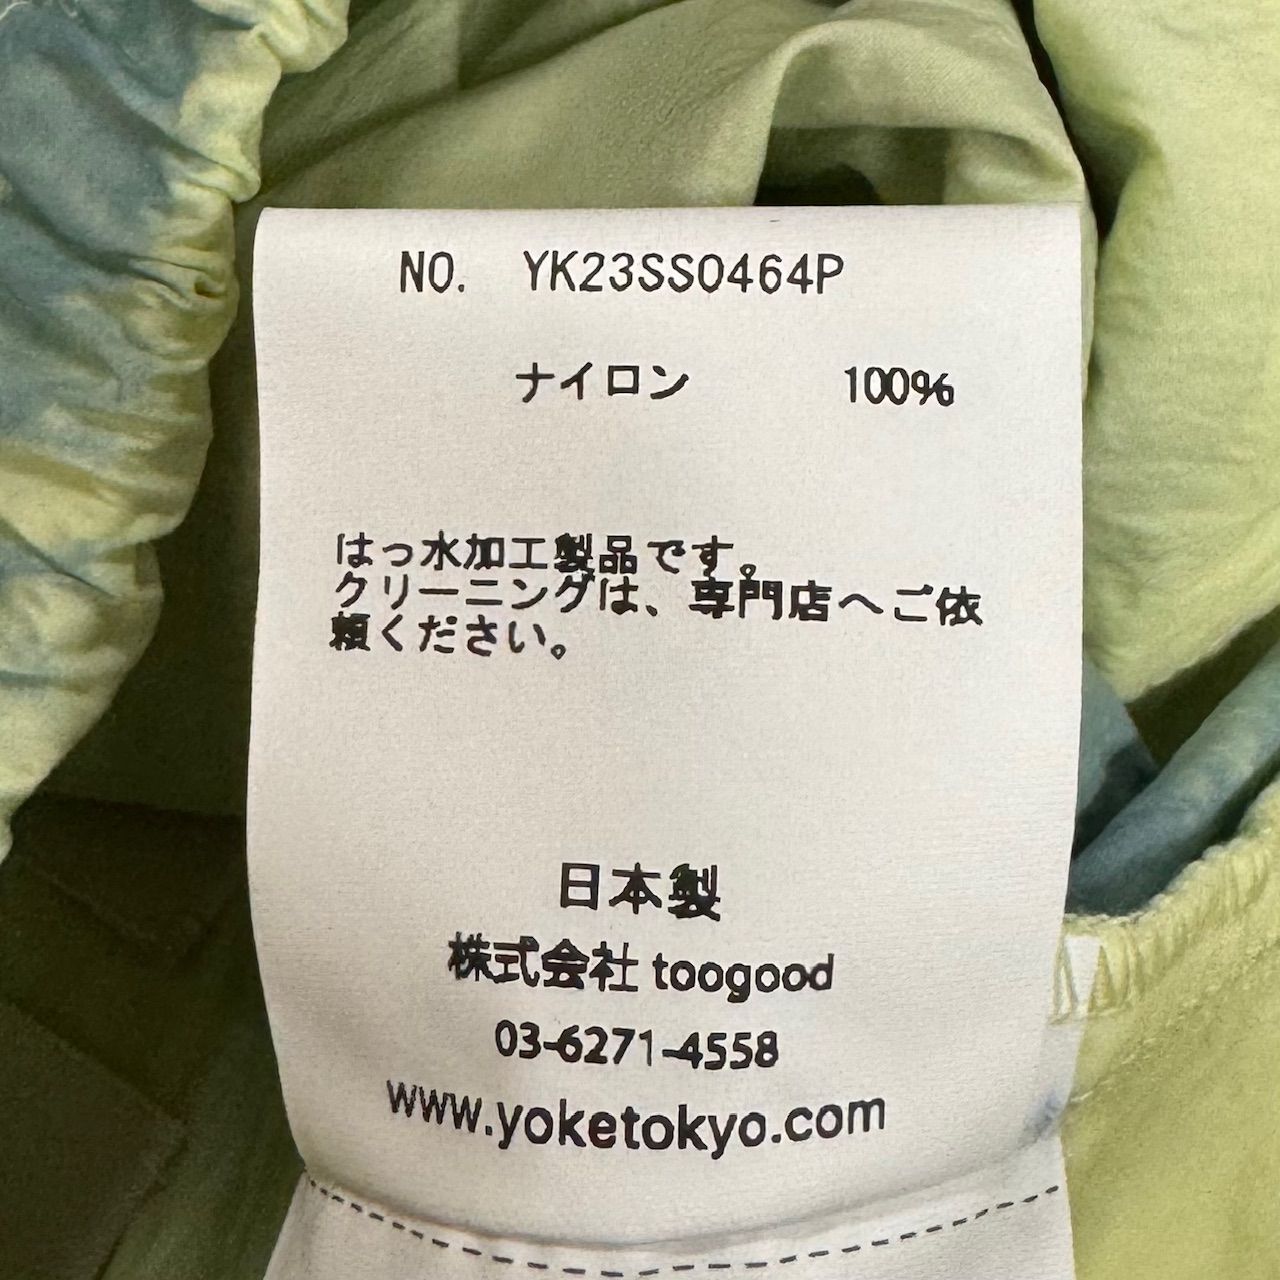 NO. YK23SS0464P
ナイロン 100%
はっ水加工製品です。
クリーニングは、専門店へご依
頼ください。
日本製
株式会社 toogood
03-6271-4558
www.yoketokyo.com